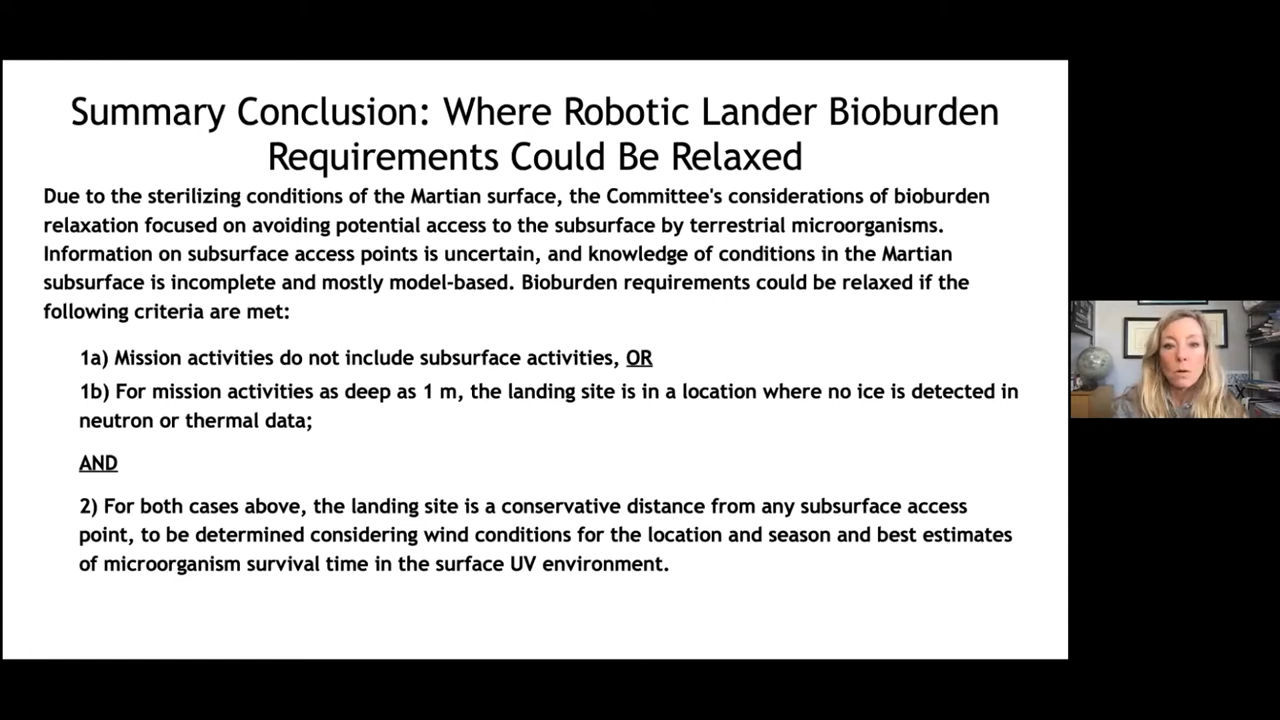 Summary Conclusion: Where Robotic Lander Bioburden
Requirements Could Be Relaxed
Due to the sterilizing conditions of the Martian surface, the Committee's considerations of bioburden
relaxation focused on avoiding potential access to the subsurface by terrestrial microorganisms.
Information on subsurface access points is uncertain, and knowledge of conditions in the Martian
subsurface is incomplete and mostly model-based. Bioburden requirements could be relaxed if the
following criteria are met:
1a) Mission activities do not include subsurface activities, OR
1b) For mission activities as deep as 1 m, the landing site is in a location where no ice is detected in
neutron or thermal data;
AND
2) For both cases above, the landing site is a conservative distance from any subsurface access
point, to be determined considering wind conditions for the location and season and best estimates
of microorganism survival time in the surface UV environment.